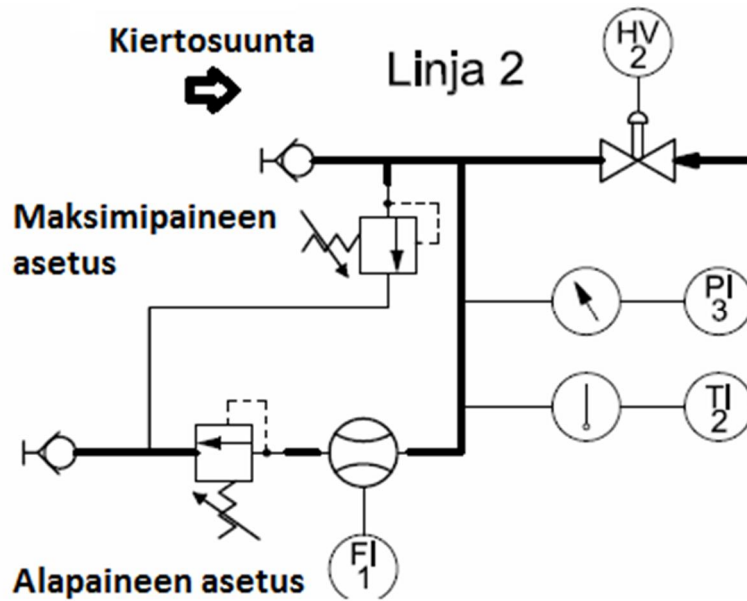 Kiertosuunta
Linja 2
HV
2
Maksimipaineen
asetus
PI
3
TI
2
FI
1
Alapaineen asetus